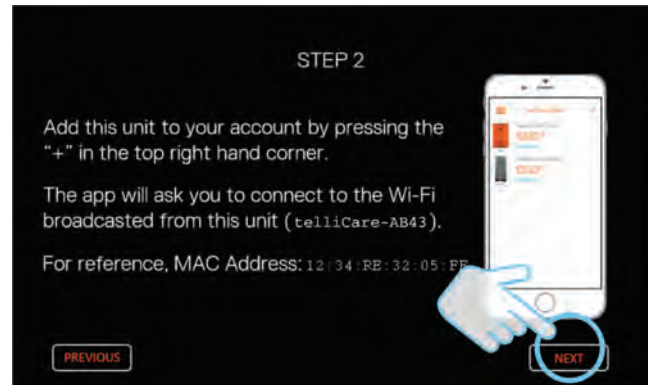 STEP 2
Add this unit to your account by pressing the
“+” in the top right hand corner.
The app will ask you to connect to the Wi-Fi
broadcasted from this unit (telliCare-AB43).
For reference, MAC Address: 12:34:RE:32:05:FF
PREVIOUS
NEXT